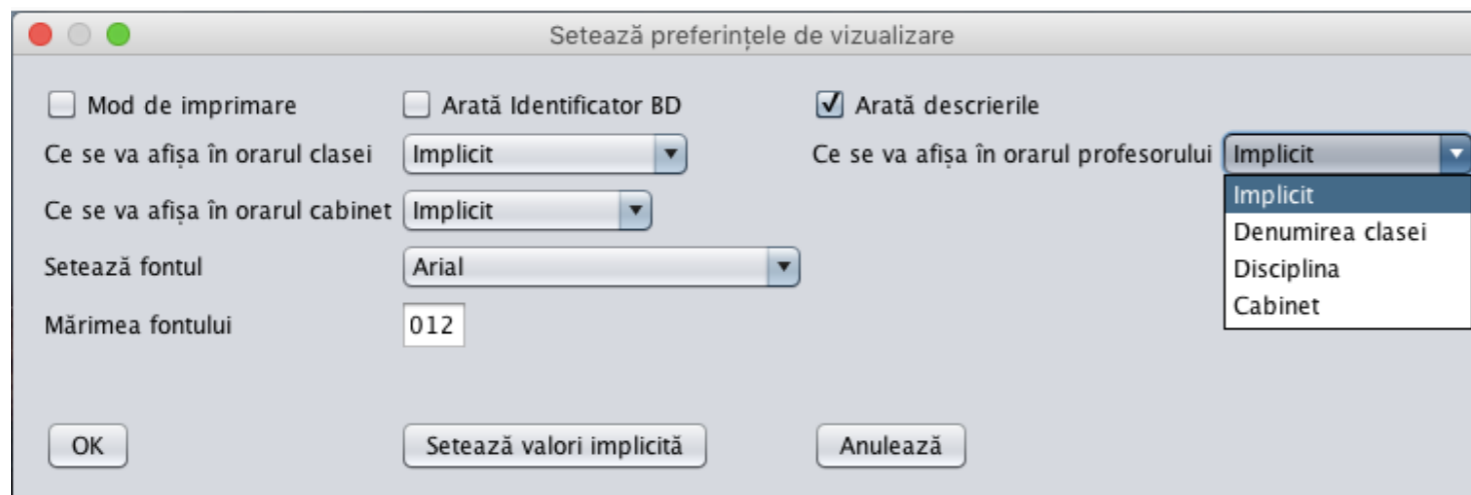 Setează preferințele de vizualizare
Mod de imprimare Arată Identificator BD Arată descrierile
Ce se va afișa în orarul clasei Implicit Ce se va afișa în orarul profesorului Implicit
Implicit
Ce se va afișa în orarul cabinet Implicit
Denumirea clasei
Setează fontul Arial Disciplina
Cabinet
Mărimea fontului 012
OK Setează valori implicită Anulează